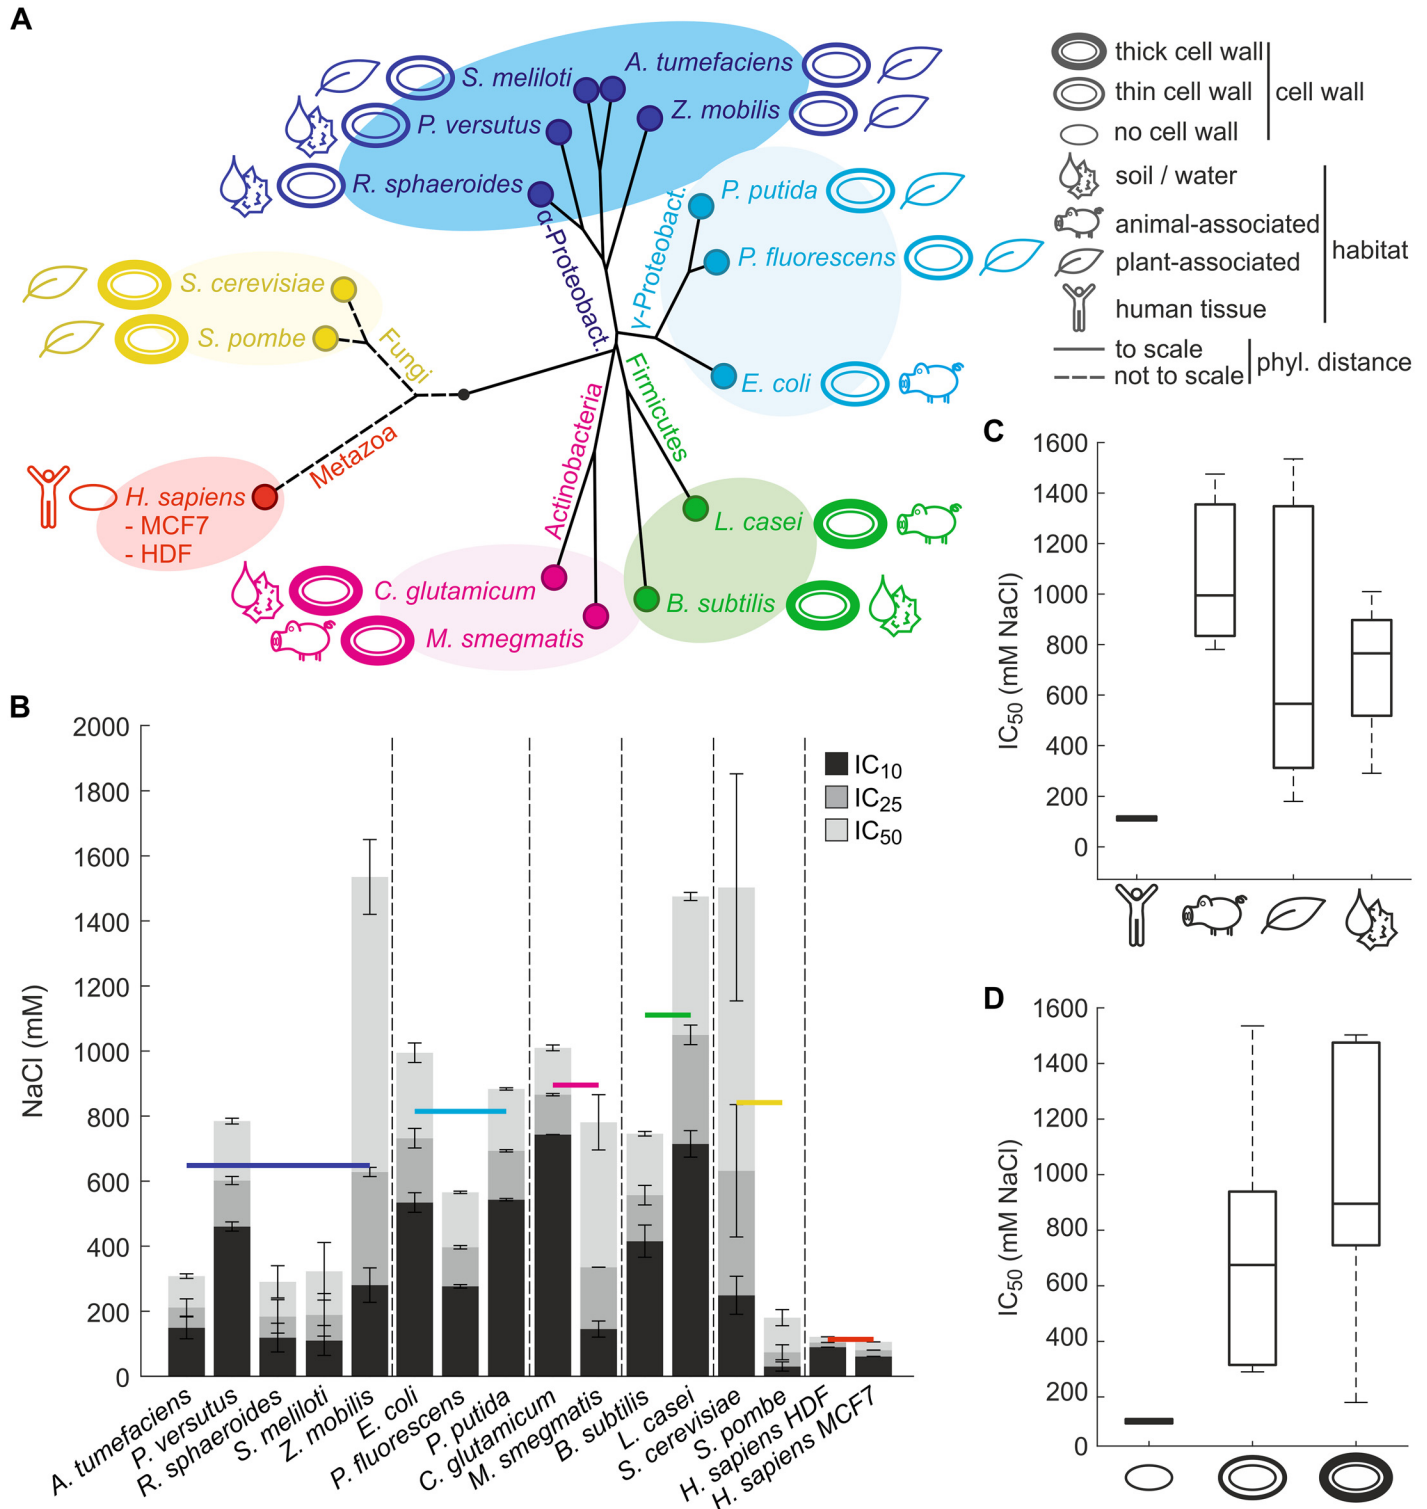 A
S. meliloti
A. tumefaciens
P. versutus
Z. mobilis
R. sphaeroides
α-Proteobact.
γ-Proteobact.
P. putida
P. fluorescens
E. coli
S. cerevisiae
S. pombe
Fungi
Metazoa
H. sapiens
- MCF7
- HDF
Actinobacteria
Firmicutes
C. glutamicum
M. smegmatis
L. casei
B. subtilis
thick cell wall
thin cell wall
no cell wall
cell wall
soil / water
animal-associated
plant-associated
human tissue
habitat
to scale
not to scale
phyl. distance
B
NaCl (mM)
2000
1800
1600
1400
1200
1000
800
600
400
200
0
IC10
IC25
IC50
A. tumefaciens
P. versutus
R. sphaeroides
S. meliloti
Z. mobilis
E. coli
P. fluorescens
P. putida
C. glutamicum
M. smegmatis
B. subtilis
L. casei
S. cerevisiae
S. pombe
H. sapiens HDF
H. sapiens MCF7
C
IC50 (mM NaCl)
1600
1400
1200
1000
800
600
400
200
0
D
IC50 (mM NaCl)
1600
1400
1200
1000
800
600
400
200
0